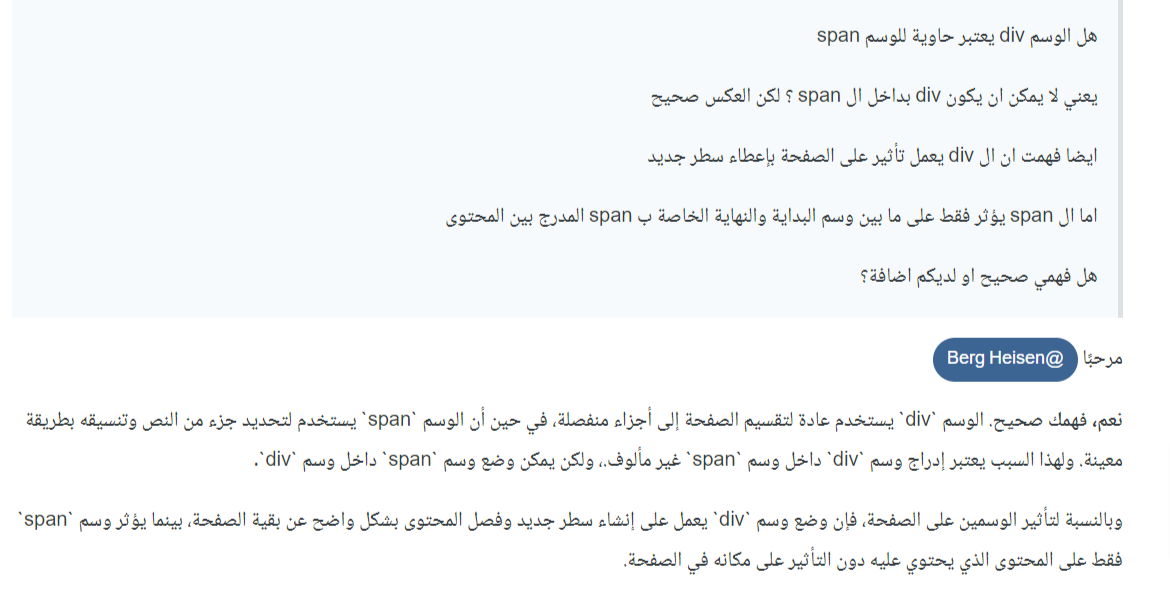 هل الوسم div يعتبر حاوية للوسم span
يعني لا يمكن ان يكون div بداخل ال span ؟ لكن العكس صحيح
ايضا فهمت ان ال div يعمل تأثير على الصفحة بإعطاء سطر جديد
اما ال span يؤثر فقط على ما بين وسم البداية والنهاية الخاصة ب span المدرج بين المحتوى
هل فهمي صحيح او لديكم اضافة؟
مرحبًا @Berg Heisen
نعم، فهمك صحيح. الوسم `div` يستخدم عادة لتقسيم الصفحة إلى أجزاء منفصلة، في حين أن الوسم `span` يستخدم لتحديد جزء من النص وتنسيقه بطريقة
معينة. ولهذا السبب يعتبر إدراج وسم `div` داخل وسم `span` غير مألوف.، ولكن يمكن وضع وسم `span` داخل وسم `div`.
وبالنسبة لتأثير الوسمين على الصفحة، فإن وضع وسم `div` يعمل على إنشاء سطر جديد وفصل المحتوى بشكل واضح عن بقية الصفحة، بينما يؤثر وسم `span`
فقط على المحتوى الذي يحتوي عليه دون التأثير على مكانه في الصفحة.